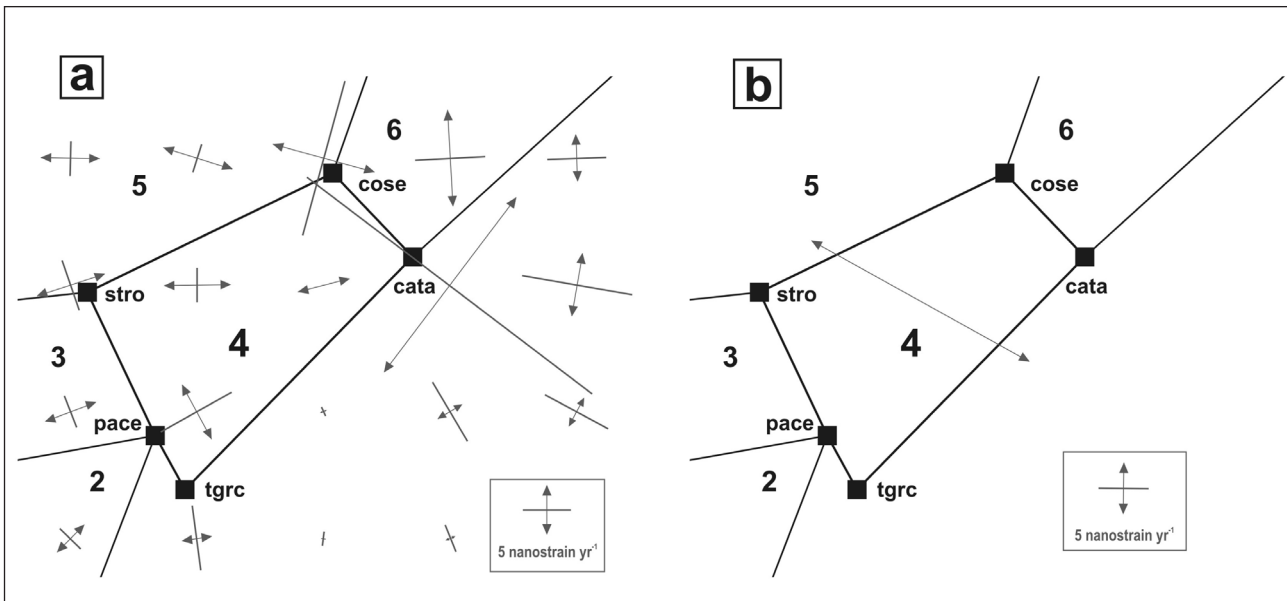 a
6
cose
5
cata
stro
4
3
pace
2
tgrc
5 nanostrain yr⁻¹
b
6
cose
5
cata
stro
4
3
pace
2
tgrc
5 nanostrain yr⁻¹